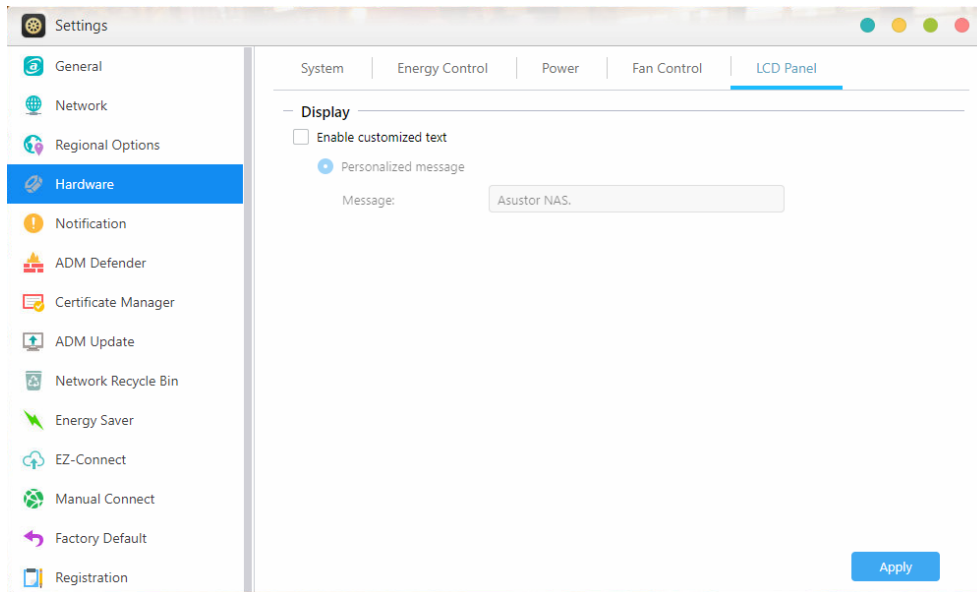 Settings
General
Network
Regional Options
Hardware
Notification
ADM Defender
Certificate Manager
ADM Update
Network Recycle Bin
Energy Saver
EZ-Connect
Manual Connect
Factory Default
Registration
System Energy Control Power Fan Control LCD Panel
Display
Enable customized text
Personalized message
Message: Asustor NAS.
Apply